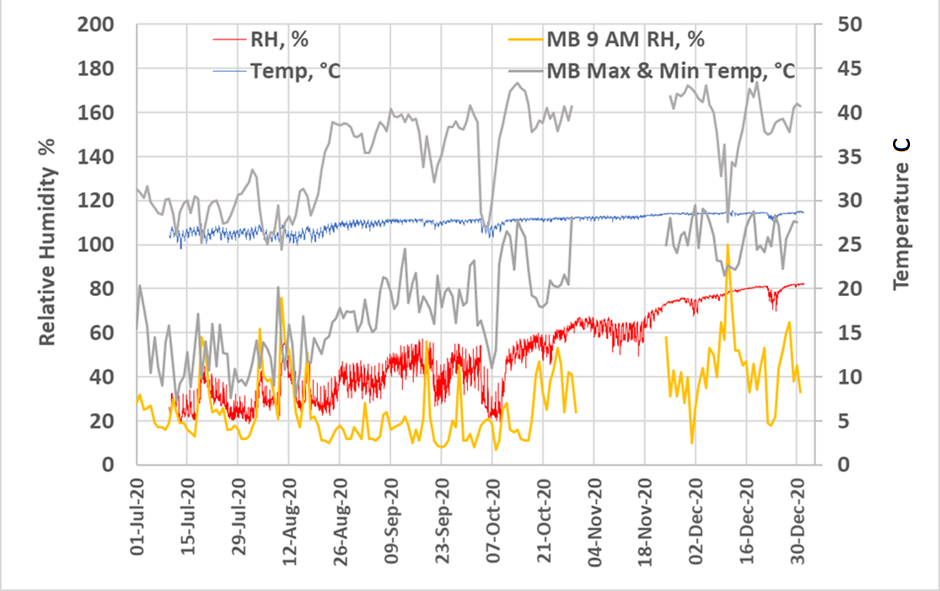 RH, %
MB 9 AM RH, %
Temp, °C
MB Max & Min Temp, °C
Relative Humidity %
200
180
160
140
120
100
80
60
40
20
0
50
45
40
35
30
25
20
15
10
5
0
Temperature C
01-Jul-20
15-Jul-20
29-Jul-20
12-Aug-20
26-Aug-20
09-Sep-20
23-Sep-20
07-Oct-20
21-Oct-20
04-Nov-20
18-Nov-20
02-Dec-20
16-Dec-20
30-Dec-20